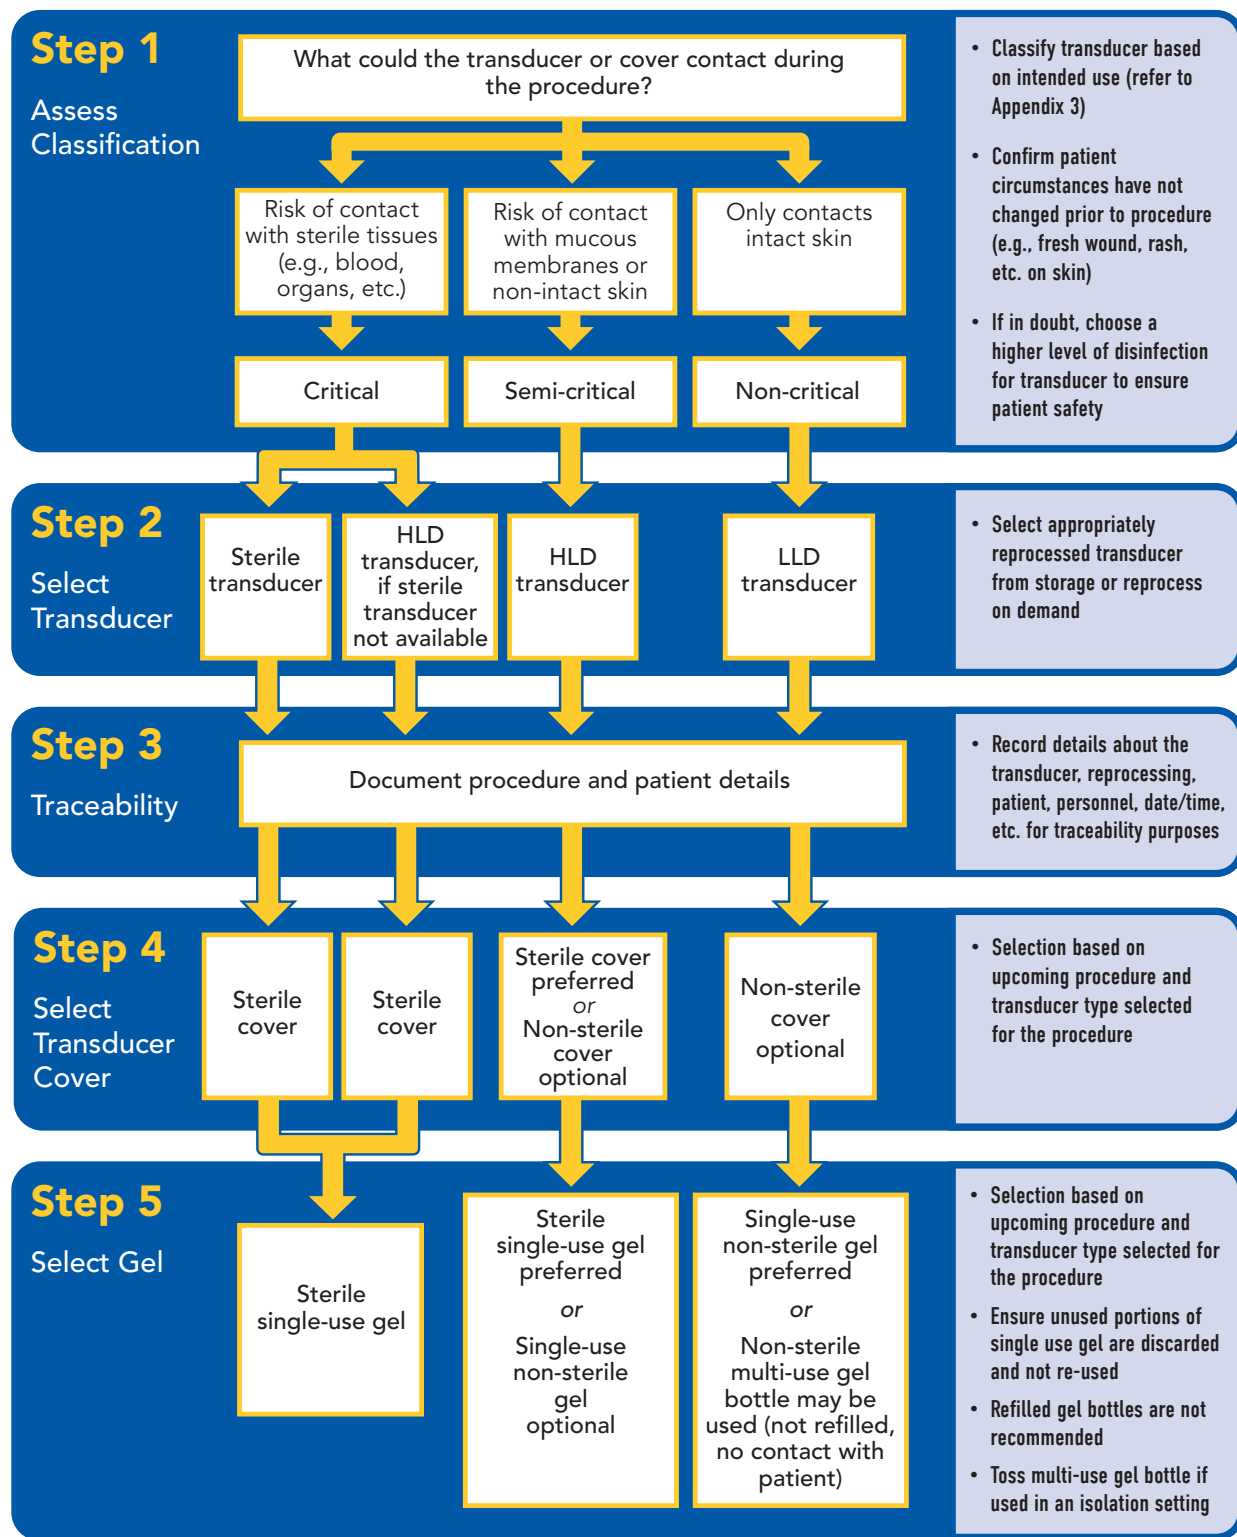 Step 1
Assess
Classification
What could the transducer or cover contact during
the procedure?
Risk of contact
with sterile tissues
(e.g., blood,
organs, etc.)
Risk of contact
with mucous
membranes or
non-intact skin
Only contacts
intact skin
Critical
Semi-critical
Non-critical
• Classify transducer based
on intended use (refer to
Appendix 3)
• Confirm patient
circumstances have not
changed prior to procedure
(e.g., fresh wound, rash,
etc. on skin)
• If in doubt, choose a
higher level of disinfection
for transducer to ensure
patient safety
Step 2
Select
Transducer
Sterile
transducer
HLD
transducer,
if sterile
transducer
not available
HLD
transducer
LLD
transducer
• Select appropriately
reprocessed transducer
from storage or reprocess
on demand
Step 3
Traceability
Document procedure and patient details
• Record details about the
transducer, reprocessing,
patient, personnel, date/time,
etc. for traceability purposes
Step 4
Select
Transducer
Cover
Sterile
cover
Sterile
cover
Sterile cover
preferred
or
Non-sterile
cover
optional
Non-sterile
cover
optional
• Selection based on
upcoming procedure and
transducer type selected
for the procedure
Step 5
Select Gel
Sterile
single-use gel
Sterile
single-use gel
preferred
or
Single-use
non-sterile
gel
optional
Single-use
non-sterile gel
preferred
or
Non-sterile
multi-use gel
bottle may be
used (not refilled,
no contact with
patient)
• Selection based on
upcoming procedure and
transducer type selected for
the procedure
• Ensure unused portions of
single use gel are discarded
and not re-used
• Refilled gel bottles are not
recommended
• Toss multi-use gel bottle if
used in an isolation setting